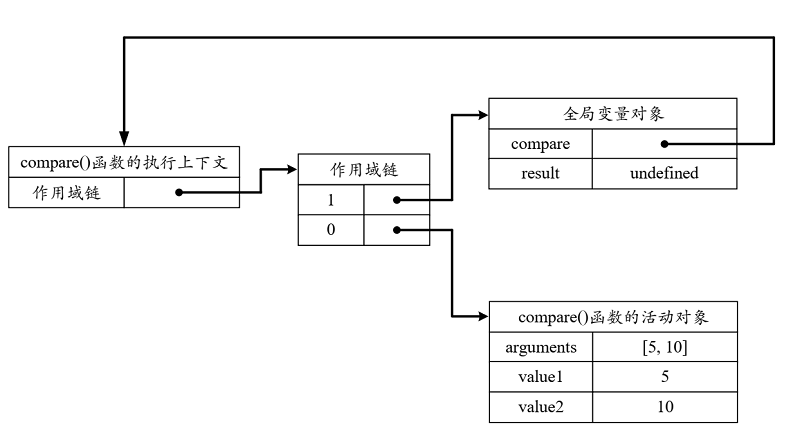 compare()函数的执行上下文
作用域链
作用域链
1
0
全局变量对象
compare
result undefined
compare()函数的活动对象
arguments [5, 10]
value1 5
value2 10